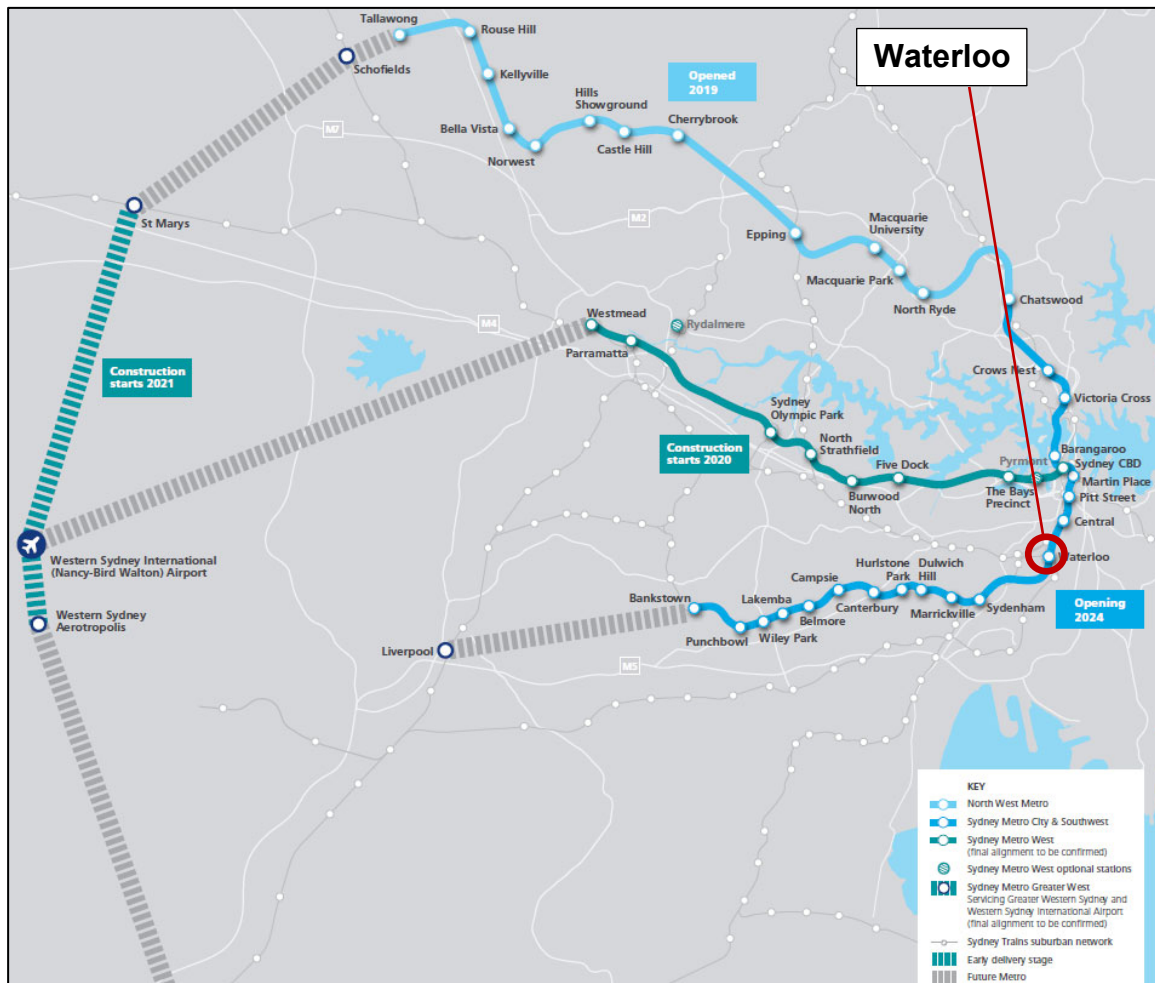 Tallawong
Rouse Hill
Schofields
Kellyville
Opened
2019
Waterloo
Hills
Showground
M7
Bella Vista
Cherrybrook
Castle Hill
Norwest
St Marys
M2
Macquarie
University
Epping
Macquarie Park
North Ryde
Chatswood
Westmead
M4
Rydalmere
Parramatta
Construction
starts 2021
Crows Nest
Victoria Cross
Sydney
Olympic Park
Construction
starts 2020
North
Strathfield
Five Dock
Pyrmont
Barangaroo
Sydney CBD
Martin Place
Burwood
North
The Bays
Precinct
Pitt Street
Central
Western Sydney International
(Nancy-Bird Walton) Airport
Waterloo
Western Sydney
Aerotropolis
Bankstown
Campsie
Hurlstone
Park
Dulwich
Hill
Lakemba
Belmore
Canterbury
Marrickville
Sydenham
Opening
2024
Punchbowl
Wiley Park
Liverpool
M5
KEY
North West Metro
Sydney Metro City & Southwest
Sydney Metro West
(final alignment to be confirmed)
Sydney Metro West optional stations
Sydney Metro Greater West
Servicing Greater Western Sydney and
Western Sydney International Airport
(final alignment to be confirmed)
Sydney Trains suburban network
Early delivery stage
Future Metro